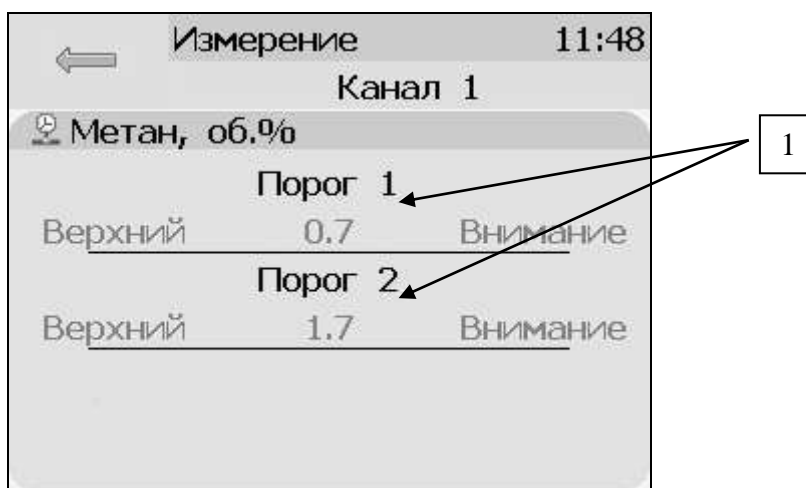 Измерение 11:48
Канал 1
Метан, об.%
Порог 1
1
Верхний 0.7 Внимание
Порог 2
Верхний 1.7 Внимание